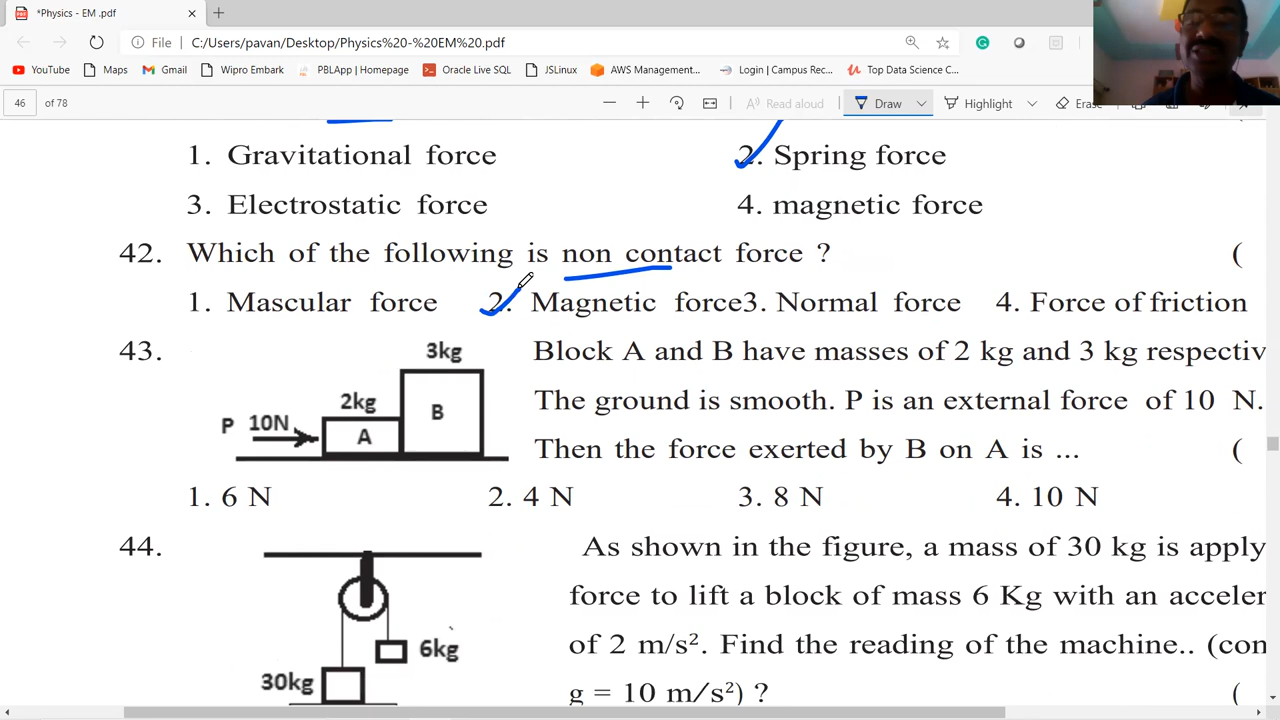 *Physics - EM .pdf
File C:/Users/pavan/Desktop/Physics%20-%20EM%20.pdf
YouTube Maps Gmail Wipro Embark PBLApp | Homepage Oracle Live SQL JSLinux AWS Management... Login | Campus Rec... Top Data Science C...
46 of 78 Read aloud Draw Highlight Erase
1. Gravitational force 2. Spring force
3. Electrostatic force 4. magnetic force
42. Which of the following is non contact force ? (
1. Mascular force 2. Magnetic force3. Normal force 4. Force of friction
43. Block A and B have masses of 2 kg and 3 kg respectiv
The ground is smooth. P is an external force of 10 N.
Then the force exerted by B on A is ... (
3kg
2kg
B
P 10N
A
1. 6 N 2. 4 N 3. 8 N 4. 10 N
44. As shown in the figure, a mass of 30 kg is apply
force to lift a block of mass 6 Kg with an acceler
of 2 m/s². Find the reading of the machine.. (con
g = 10 m/s²) ? (
6kg
30kg